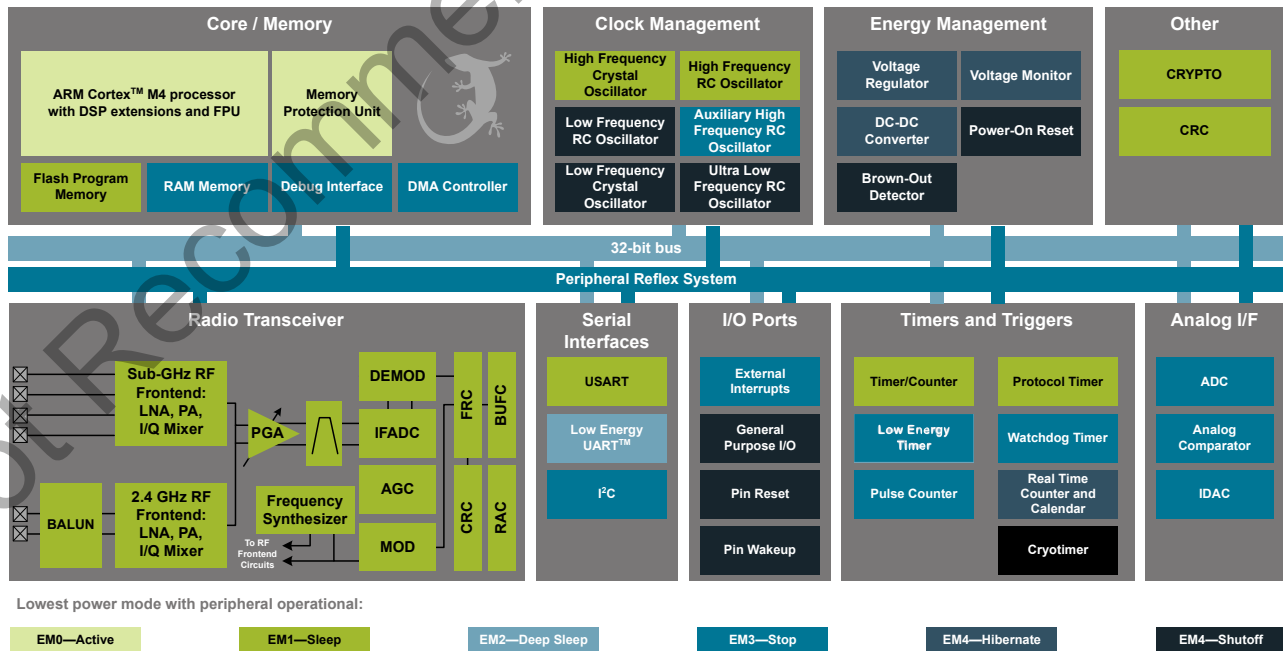 Core / Memory
ARM Cortex™ M4 processor
with DSP extensions and FPU
Memory
Protection Unit
Flash Program
Memory
RAM Memory
Debug Interface
DMA Controller
Clock Management
High Frequency
Crystal
Oscillator
High Frequency
RC Oscillator
Low Frequency
RC Oscillator
Auxiliary High
Frequency RC
Oscillator
Low Frequency
Crystal
Oscillator
Ultra Low
Frequency RC
Oscillator
Energy Management
Voltage
Regulator
Voltage Monitor
DC-DC
Converter
Power-On Reset
Brown-Out
Detector
Other
CRYPTO
CRC
32-bit bus
Peripheral Reflex System
Radio Transceiver
Sub-GHz RF
Frontend:
LNA, PA,
I/Q Mixer
BALUN
2.4 GHz RF
Frontend:
LNA, PA,
I/Q Mixer
PGA
Frequency
Synthesizer
To RF
Frontend
Circuits
DEMOD
IFADC
AGC
MOD
FRC
BUFC
CRC
RAC
Serial
Interfaces
USART
Low Energy
UART™
I²C
I/O Ports
External
Interrupts
General
Purpose I/O
Pin Reset
Pin Wakeup
Timers and Triggers
Timer/Counter
Protocol Timer
Low Energy
Timer
Watchdog Timer
Pulse Counter
Real Time
Counter and
Calendar
Cryotimer
Analog I/F
ADC
Analog
Comparator
IDAC
Lowest power mode with peripheral operational:
EM0—Active
EM1—Sleep
EM2—Deep Sleep
EM3—Stop
EM4—Hibernate
EM4—Shutoff